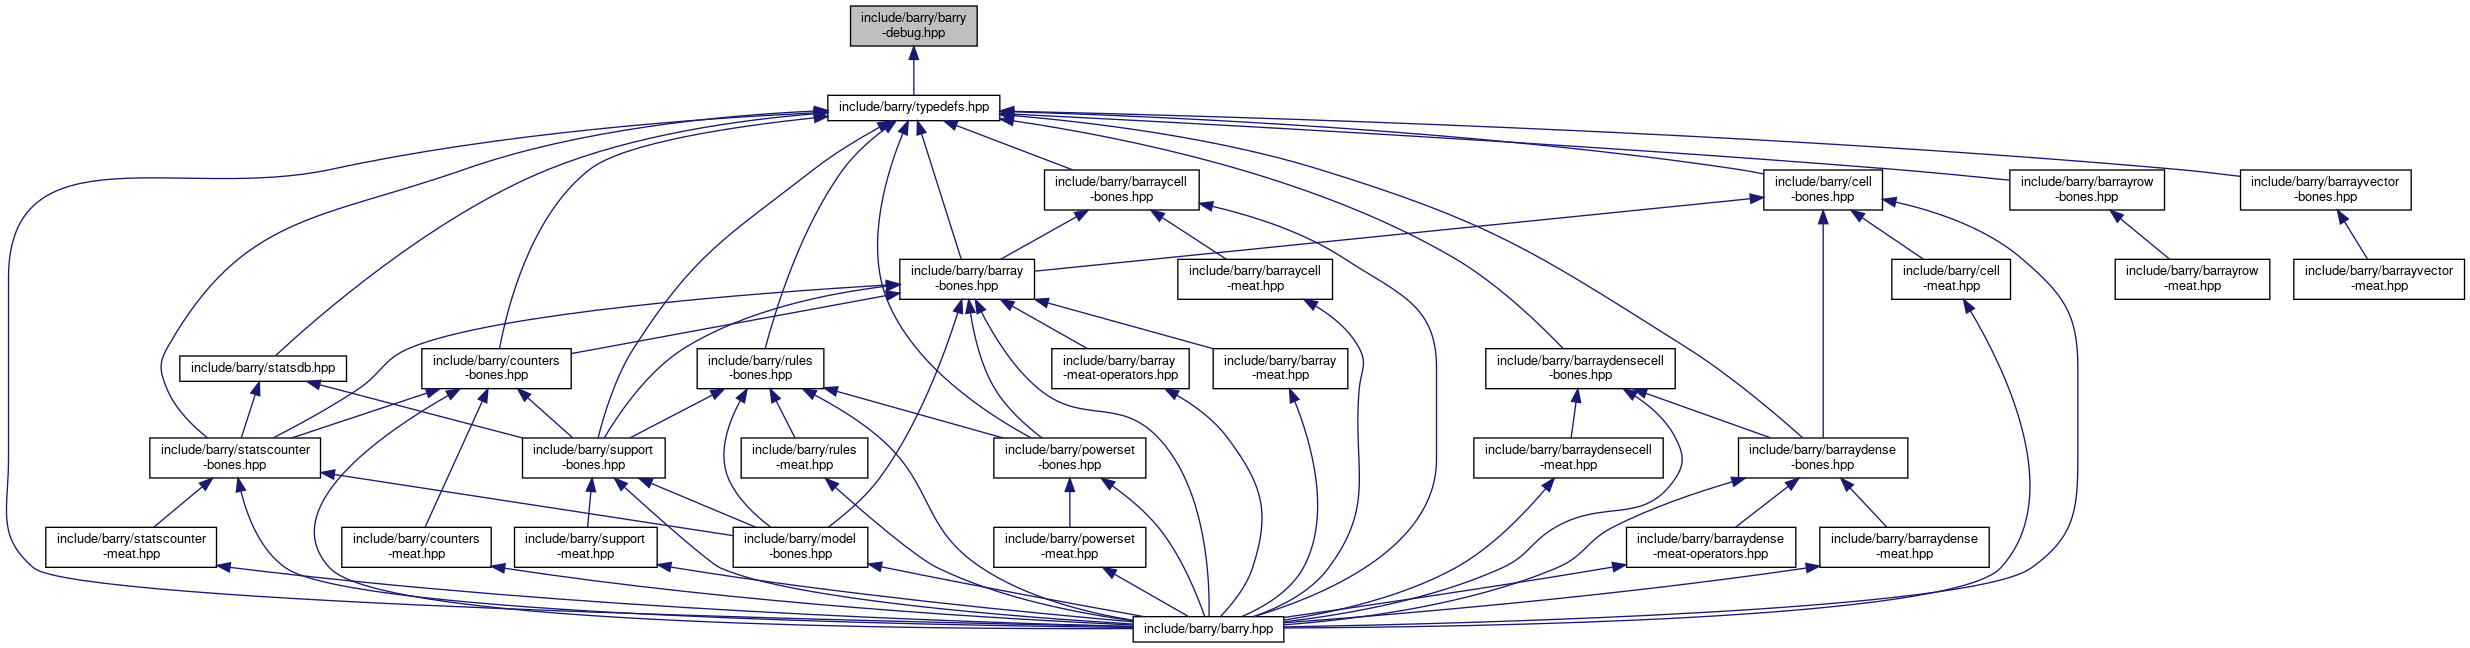 include/barry/barry
-debug.hpp
include/barry/typedefs.hpp
include/barry/barraycell
-bones.hpp
include/barry/cell
-bones.hpp
include/barry/barrayrow
-bones.hpp
include/barry/barrayvector
-bones.hpp
include/barry/barray
-bones.hpp
include/barry/barraycell
-meat.hpp
include/barry/cell
-meat.hpp
include/barry/barrayrow
-meat.hpp
include/barry/barrayvector
-meat.hpp
include/barry/statsdb.hpp
include/barry/counters
-bones.hpp
include/barry/rules
-bones.hpp
include/barry/barray
-meat-operators.hpp
include/barry/barray
-meat.hpp
include/barry/barraydensecell
-bones.hpp
include/barry/statscounter
-bones.hpp
include/barry/support
-bones.hpp
include/barry/rules
-meat.hpp
include/barry/powerset
-bones.hpp
include/barry/barraydensecell
-meat.hpp
include/barry/barraydense
-bones.hpp
include/barry/statscounter
-meat.hpp
include/barry/counters
-meat.hpp
include/barry/support
-meat.hpp
include/barry/model
-bones.hpp
include/barry/powerset
-meat.hpp
include/barry/barraydense
-meat-operators.hpp
include/barry/barraydense
-meat.hpp
include/barry/barry.hpp